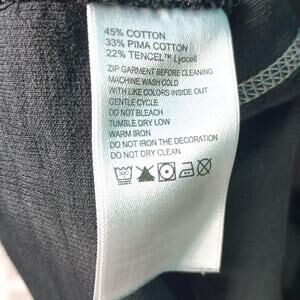 45% COTTON
33% PIMA COTTON
22% TENCEL™ Lyocell
ZIP GARMENT BEFORE CLEANING
MACHINE WASH COLD
WITH LIKE COLORS INSIDE OUT
GENTLE CYCLE
DO NOT BLEACH
TUMBLE DRY LOW
WARM IRON
DO NOT IRON THE DECORATION
DO NOT DRY CLEAN